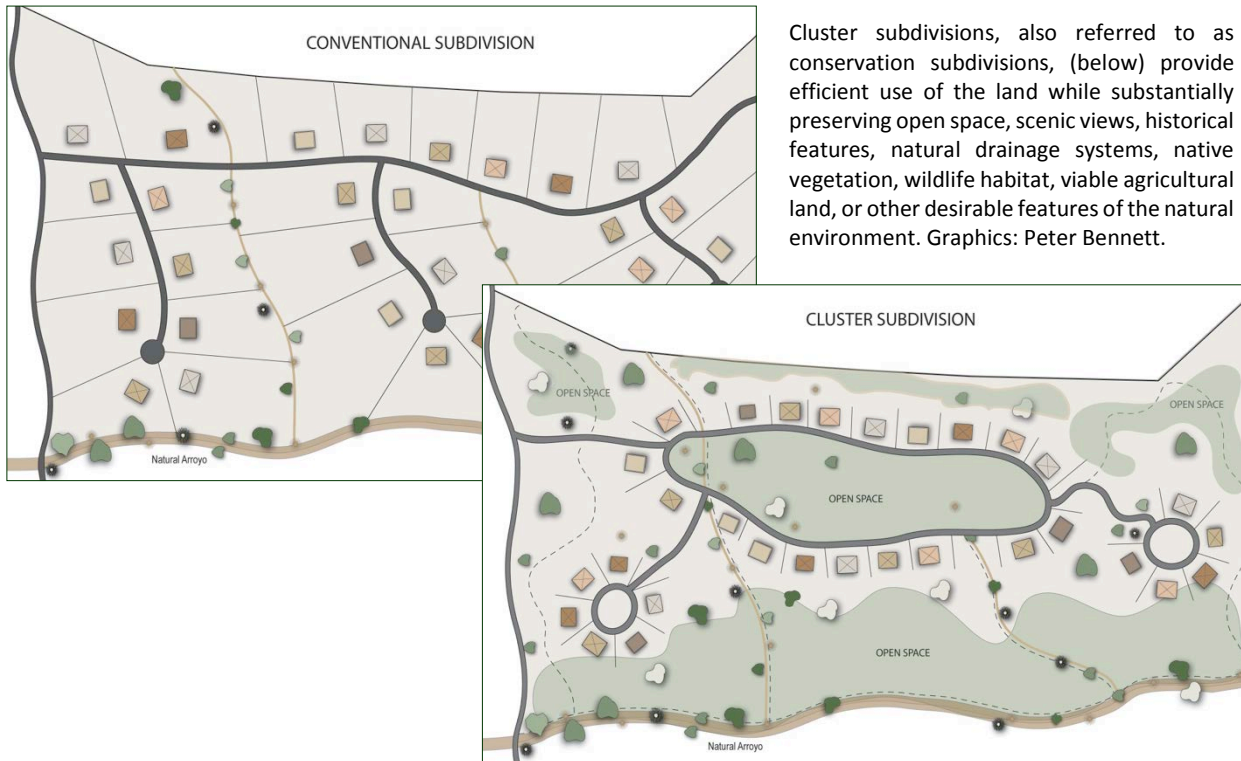 CONVENTIONAL SUBDIVISION
Natural Arroyo
Cluster subdivisions, also referred to as
conservation subdivisions, (below) provide
efficient use of the land while substantially
preserving open space, scenic views, historical
features, natural drainage systems, native
vegetation, wildlife habitat, viable agricultural
land, or other desirable features of the natural
environment. Graphics: Peter Bennett.
CLUSTER SUBDIVISION
OPEN SPACE
OPEN SPACE
OPEN SPACE
OPEN SPACE
Natural Arroyo